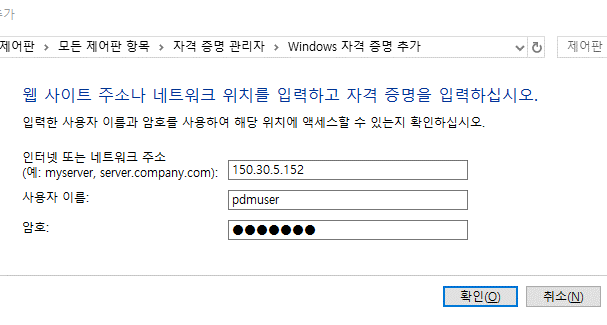 추가
제어판 › 모든 제어판 항목 › 자격 증명 관리자 › Windows 자격 증명 추가
제어판
웹 사이트 주소나 네트워크 위치를 입력하고 자격 증명을 입력하십시오.
입력한 사용자 이름과 암호를 사용하여 해당 위치에 액세스할 수 있는지 확인하십시오.
인터넷 또는 네트워크 주소
(예: myserver, server.company.com):
150.30.5.152
사용자 이름:
pdmuser
암호:
●●●●●●●
확인(O)
취소(N)